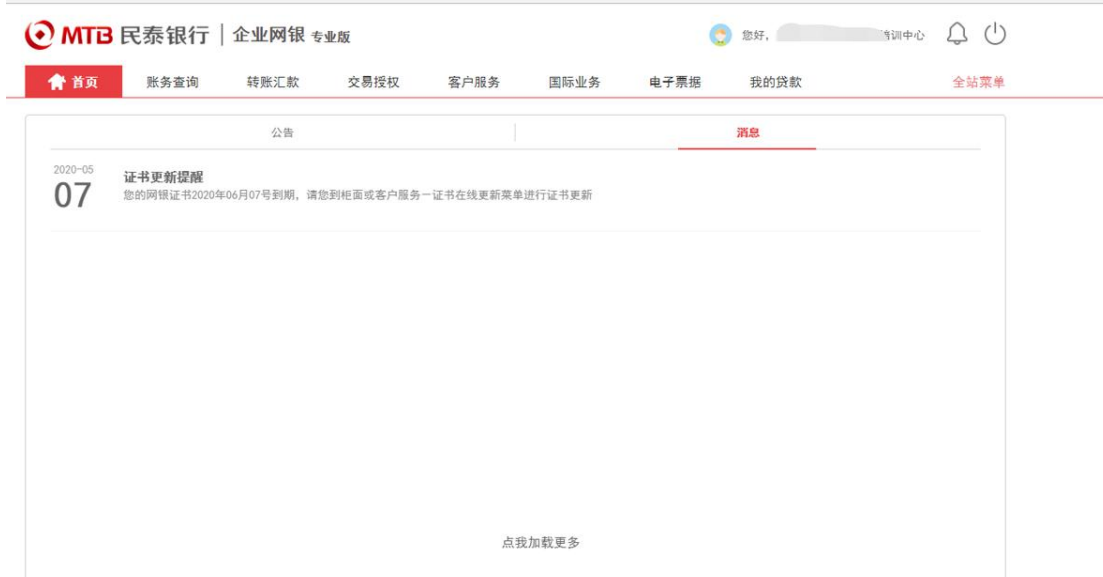 MTB 民泰银行 | 企业网银 专业版
您好， 培训中心
首页 账务查询 转账汇款 交易授权 客户服务 国际业务 电子票据 我的贷款 全站菜单
公告 消息
2020-05
07
证书更新提醒
您的网银证书2020年06月07号到期，请您到柜面或客户服务一证书在线更新菜单进行证书更新
点我加载更多